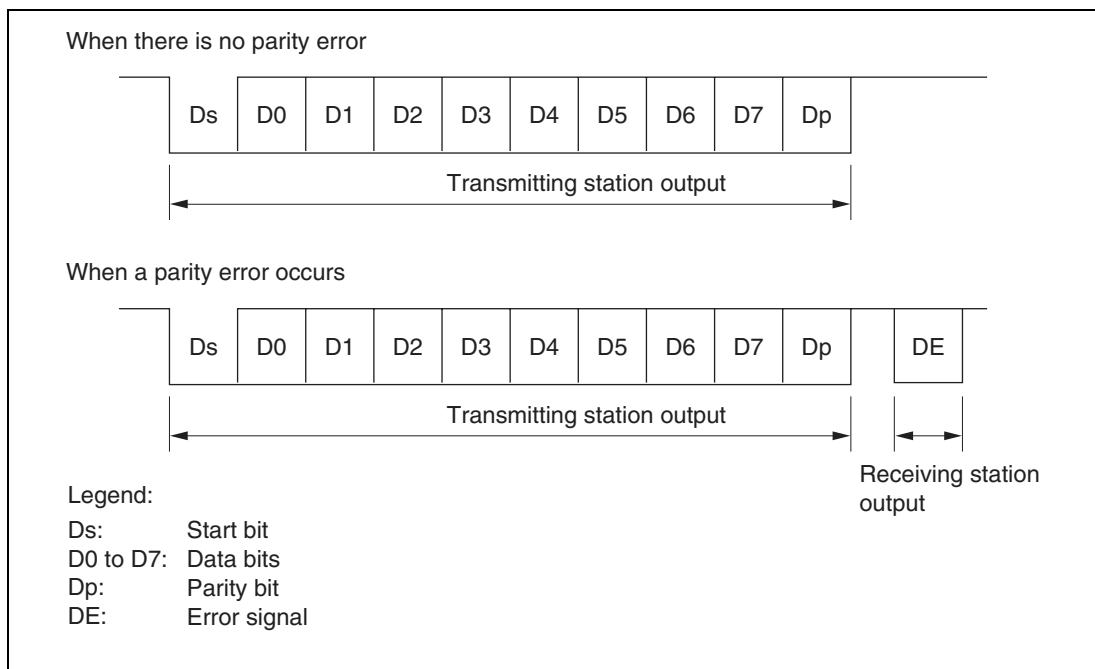 When there is no parity error
Ds D0 D1 D2 D3 D4 D5 D6 D7 Dp
Transmitting station output
When a parity error occurs
Ds D0 D1 D2 D3 D4 D5 D6 D7 Dp DE
Transmitting station output
Receiving station
output
Legend:
Ds: Start bit
D0 to D7: Data bits
Dp: Parity bit
DE: Error signal